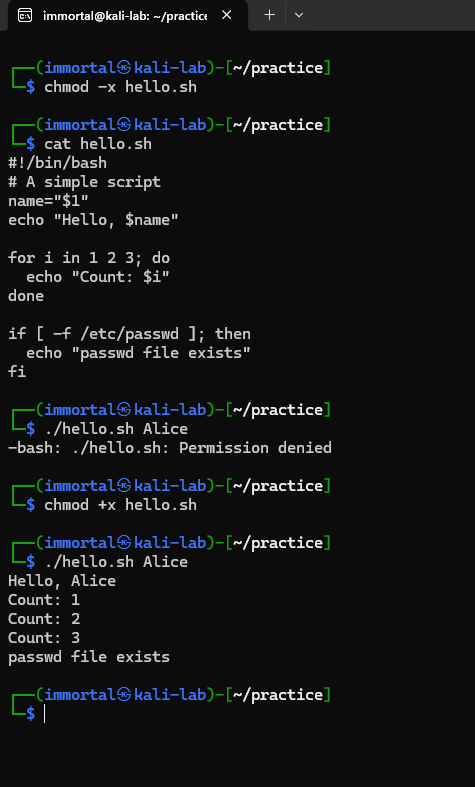 immortal@kali-lab: ~/practice
(immortal㉿kali-lab)-[~/practice]
$ chmod -x hello.sh
(immortal㉿kali-lab)-[~/practice]
$ cat hello.sh
#!/bin/bash
# A simple script
name="$1"
echo "Hello, $name"
for i in 1 2 3; do
  echo "Count: $i"
done
if [ -f /etc/passwd ]; then
  echo "passwd file exists"
fi
(immortal㉿kali-lab)-[~/practice]
$ ./hello.sh Alice
-bash: ./hello.sh: Permission denied
(immortal㉿kali-lab)-[~/practice]
$ chmod +x hello.sh
(immortal㉿kali-lab)-[~/practice]
$ ./hello.sh Alice
Hello, Alice
Count: 1
Count: 2
Count: 3
passwd file exists
(immortal㉿kali-lab)-[~/practice]
$